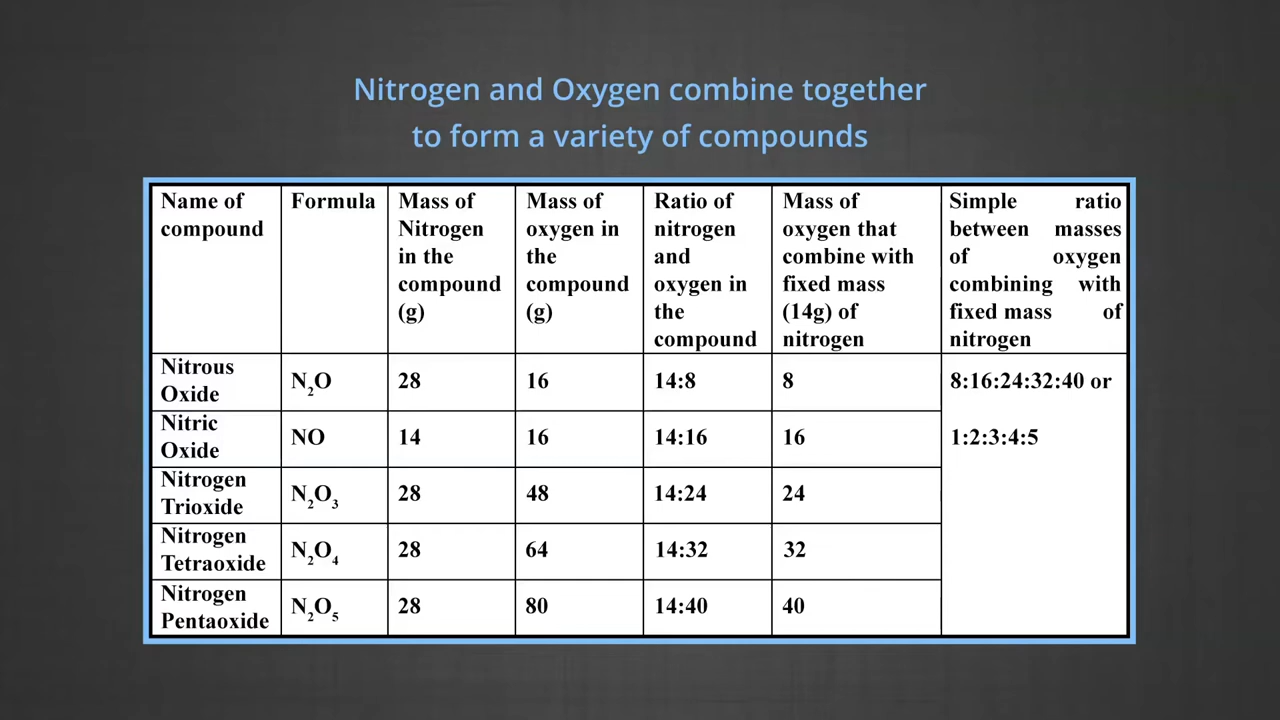 Nitrogen and Oxygen combine together
to form a variety of compounds
Name of
compound
Formula
Mass of
Nitrogen
in the
compound
(g)
Mass of
oxygen in
the
compound
(g)
Ratio of
nitrogen
and
oxygen in
the
compound
Mass of
oxygen that
combine with
fixed mass
(14g) of
nitrogen
Simple ratio
between masses
of oxygen
combining with
fixed mass of
nitrogen
Nitrous
Oxide
N₂O
28
16
14:8
8
8:16:24:32:40 or
Nitric
Oxide
NO
14
16
14:16
16
1:2:3:4:5
Nitrogen
Trioxide
N₂O₃
28
48
14:24
24
Nitrogen
Tetraoxide
N₂O₄
28
64
14:32
32
Nitrogen
Pentaoxide
N₂O₅
28
80
14:40
40